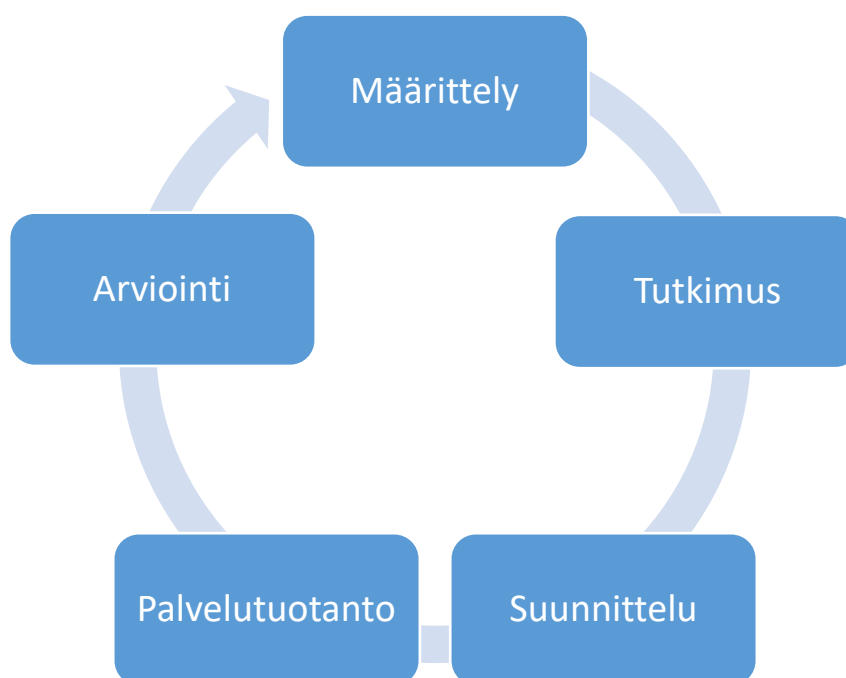 Määrittely
Tutkimus
Suunnittelu
Palvelutuotanto
Arviointi